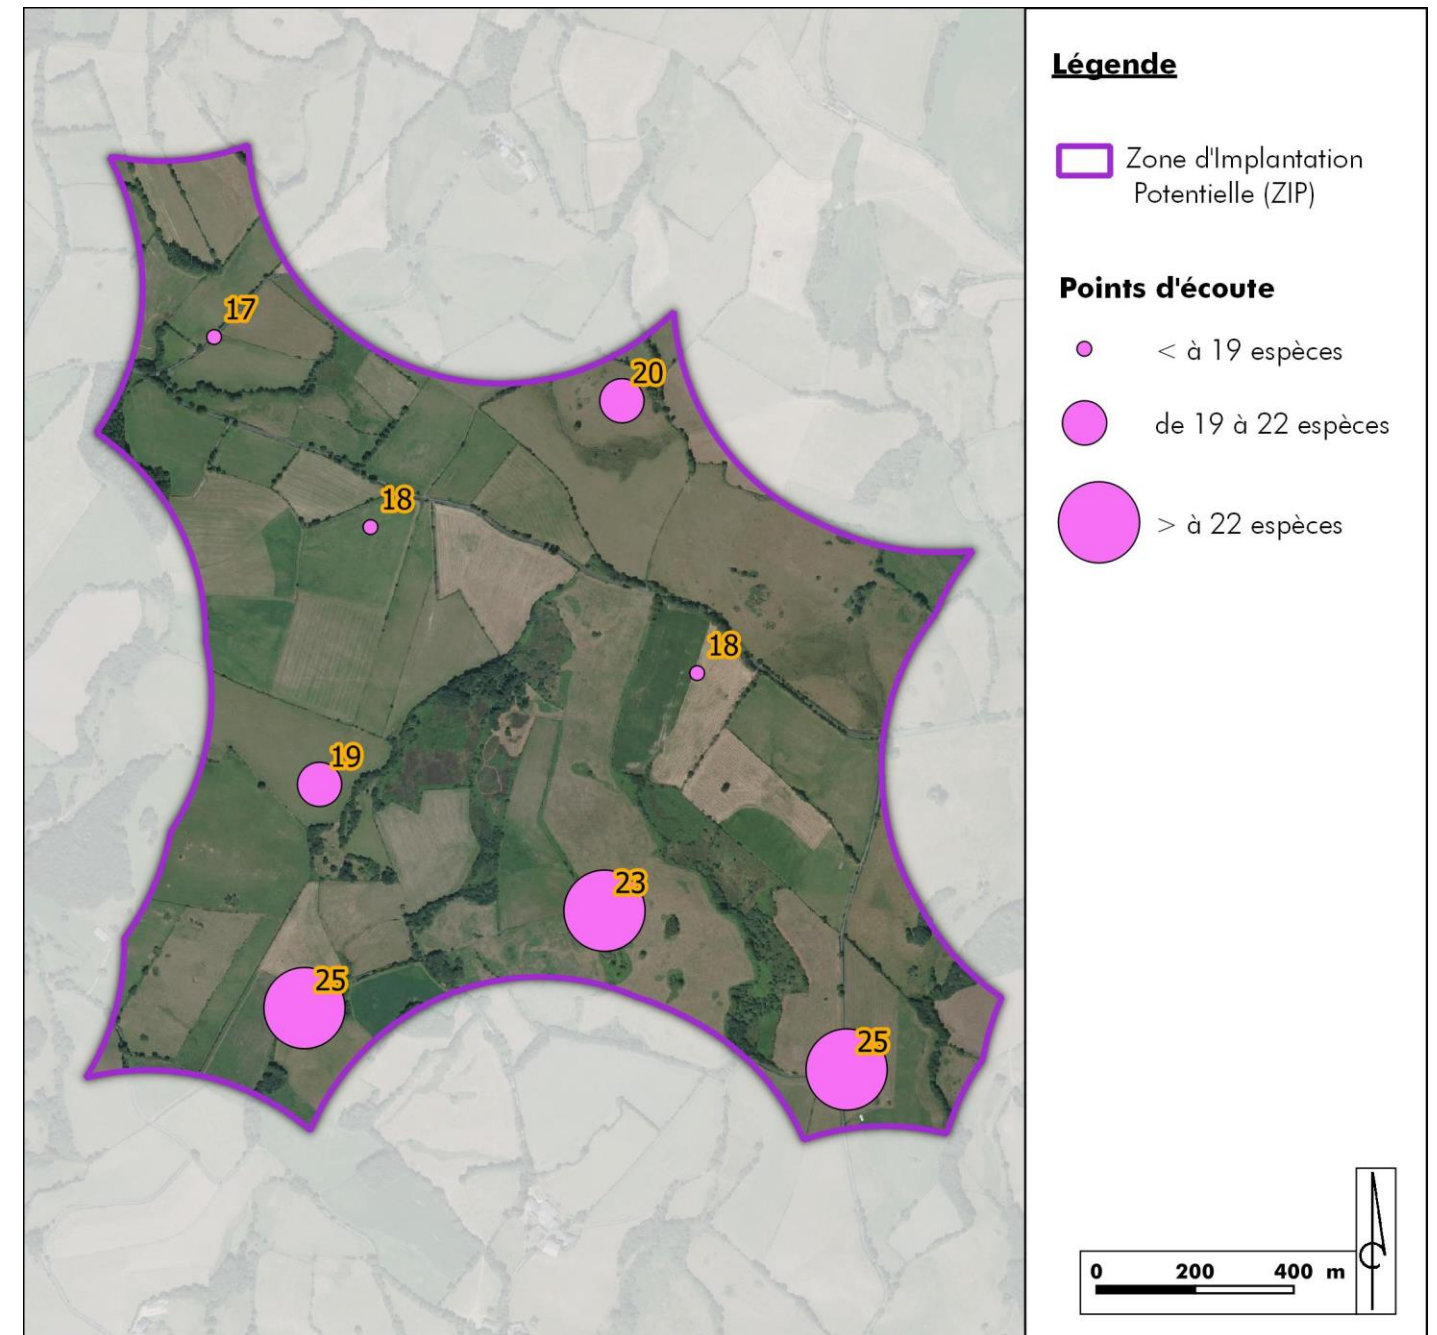 17
20
18
18
19
23
25
25
Légende
Zone d'Implantation
Potentielle (ZIP)
Points d'écoute
< à 19 espèces
de 19 à 22 espèces
> à 22 espèces
0 200 400 m